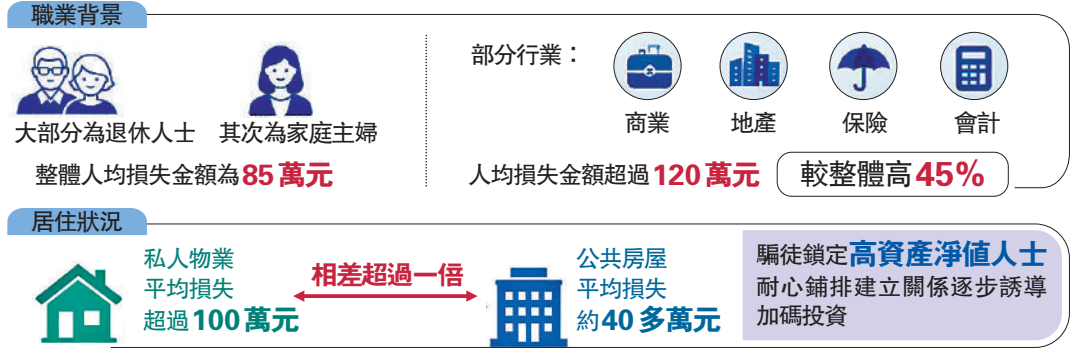 職業背景
大部分為退休人士
其次為家庭主婦
整體人均損失金額為85萬元
部分行業：
商業
地產
保險
會計
人均損失金額超過120萬元
較整體高45%
居住狀況
私人物業
平均損失
超過100萬元
相差超過一倍
公共房屋
平均損失
約40多萬元
騙徒鎖定高資產淨值人士
耐心鋪排建立關係逐步誘導
加碼投資